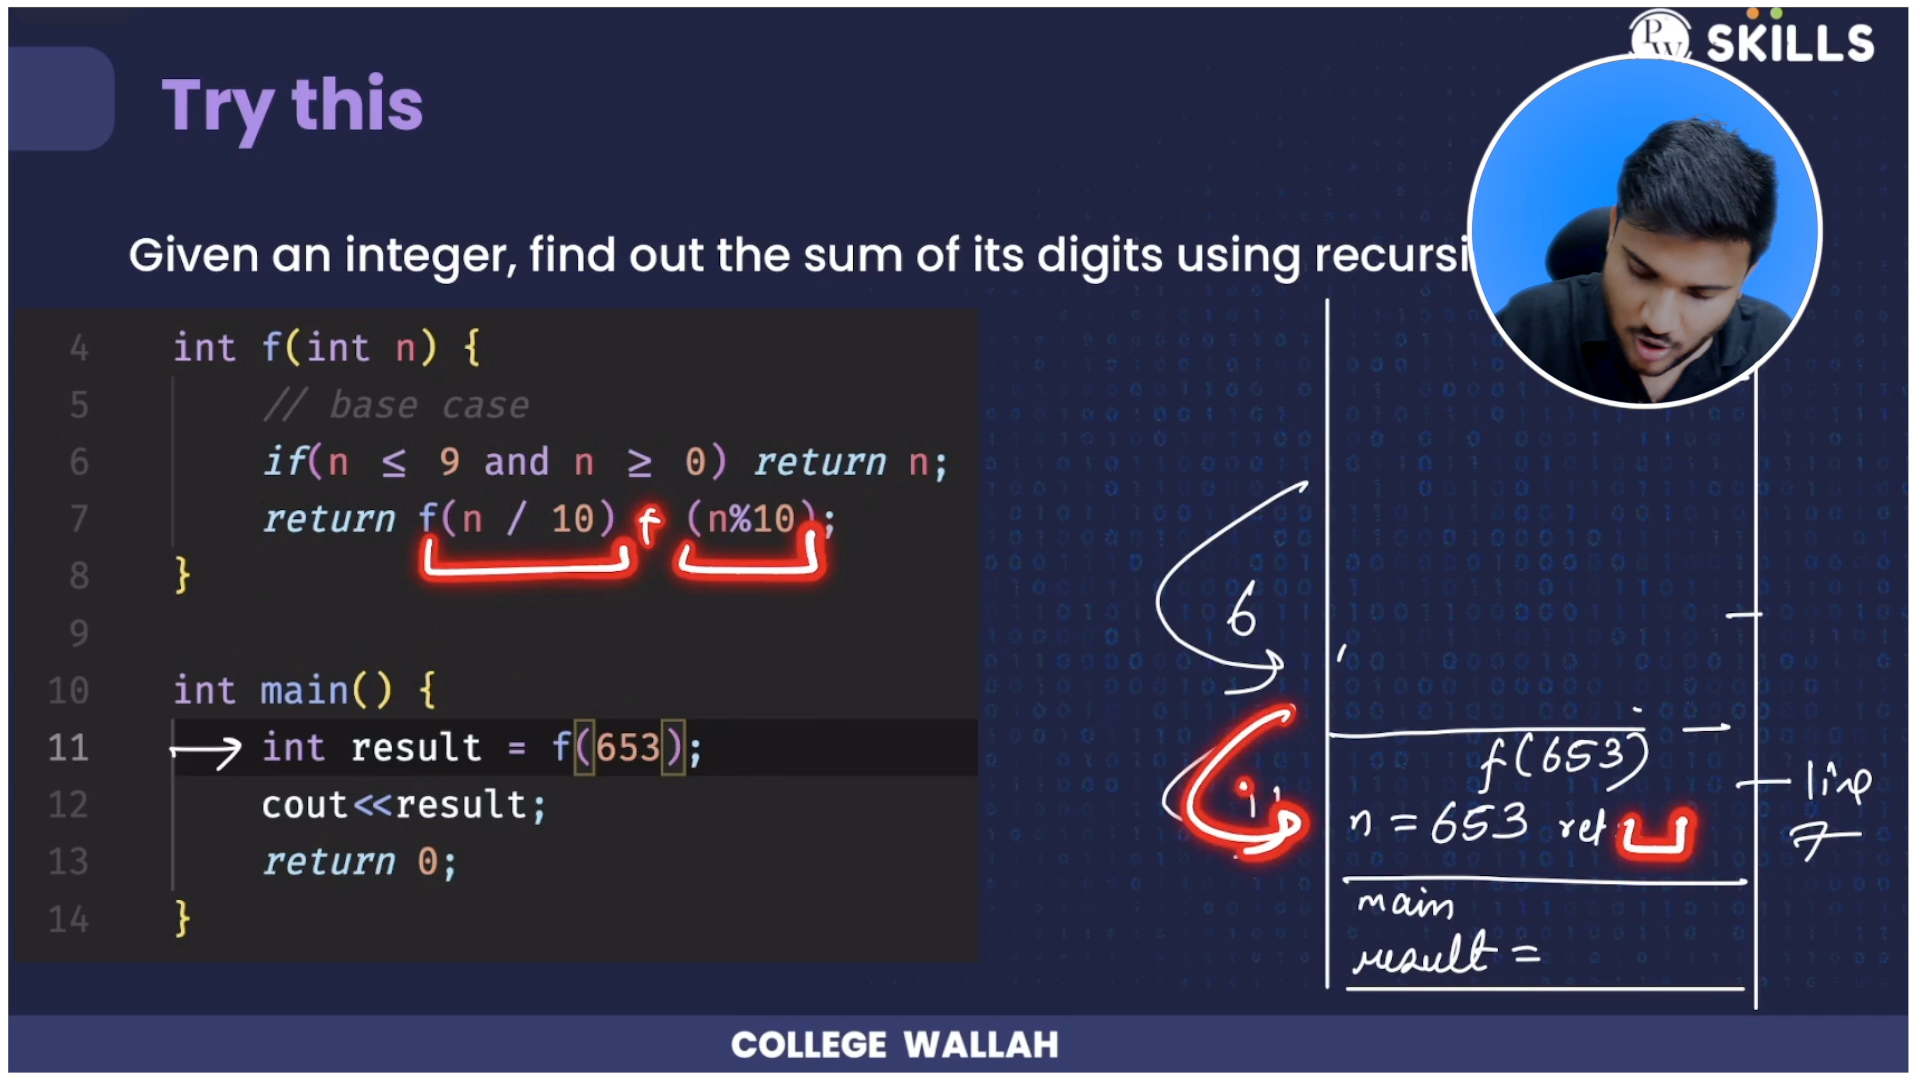 PW SKILLS
Try this
Given an integer, find out the sum of its digits using recursi
4 int f(int n) {
5 // base case
6 if(n ≤ 9 and n ≥ 0) return n;
7 return f(n / 10) + (n%10);
8 }
9
10 int main() {
11 int result = f(653);
12 cout<<result;
13 return 0;
14 }
6
11
f(653)
n = 653 ret
line
7
main
result =
COLLEGE WALLAH